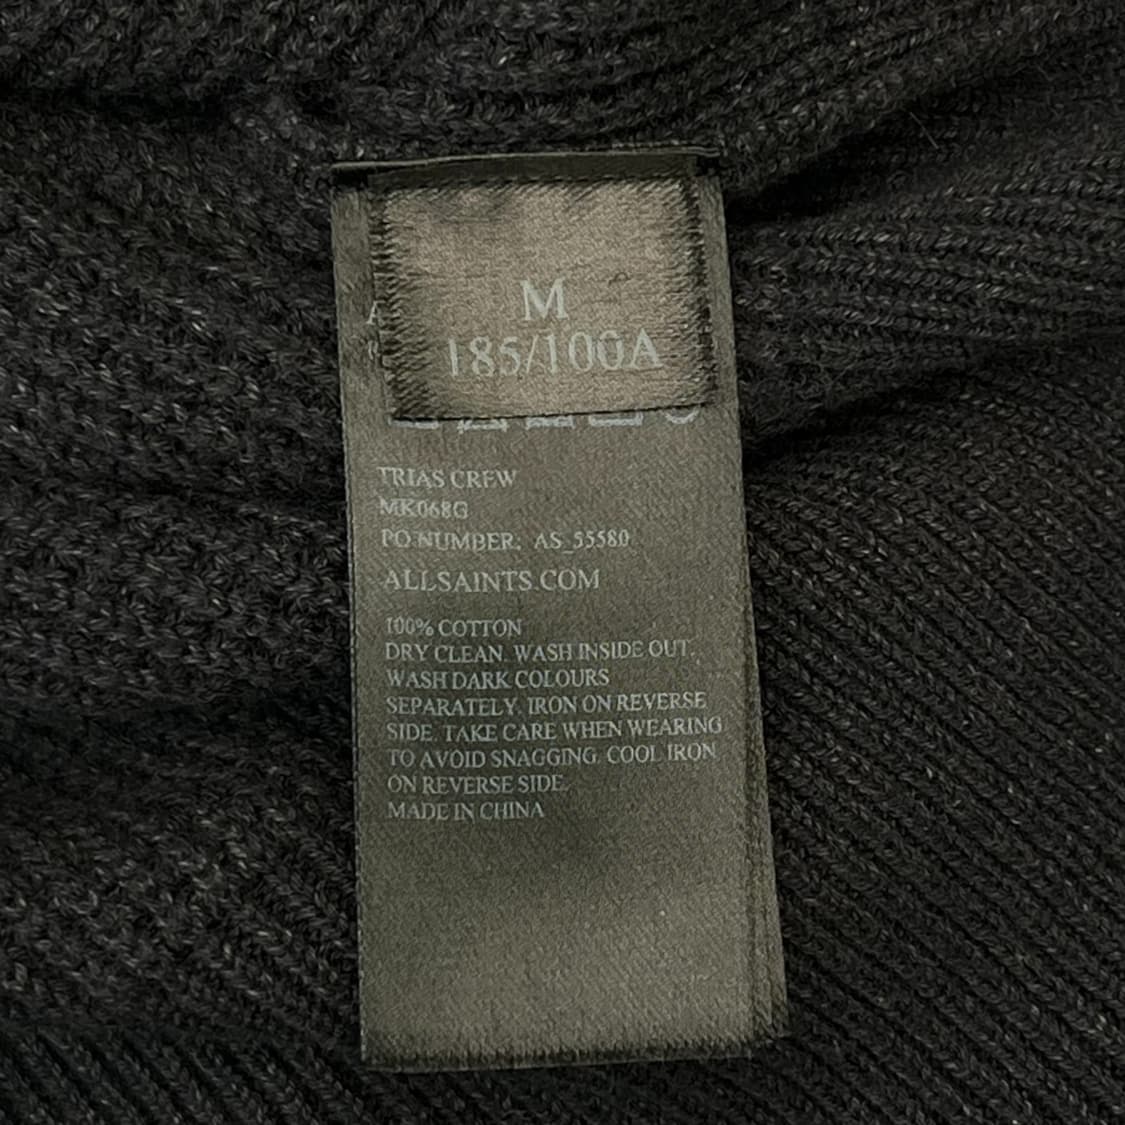 M
185/100A
TRIAS CREW
MK068G
PO NUMBER: AS_55580
ALLSAINTS.COM
100% COTTON
DRY CLEAN. WASH INSIDE OUT.
WASH DARK COLOURS
SEPARATELY. IRON ON REVERSE
SIDE. TAKE CARE WHEN WEARING
TO AVOID SNAGGING. COOL IRON
ON REVERSE SIDE.
MADE IN CHINA